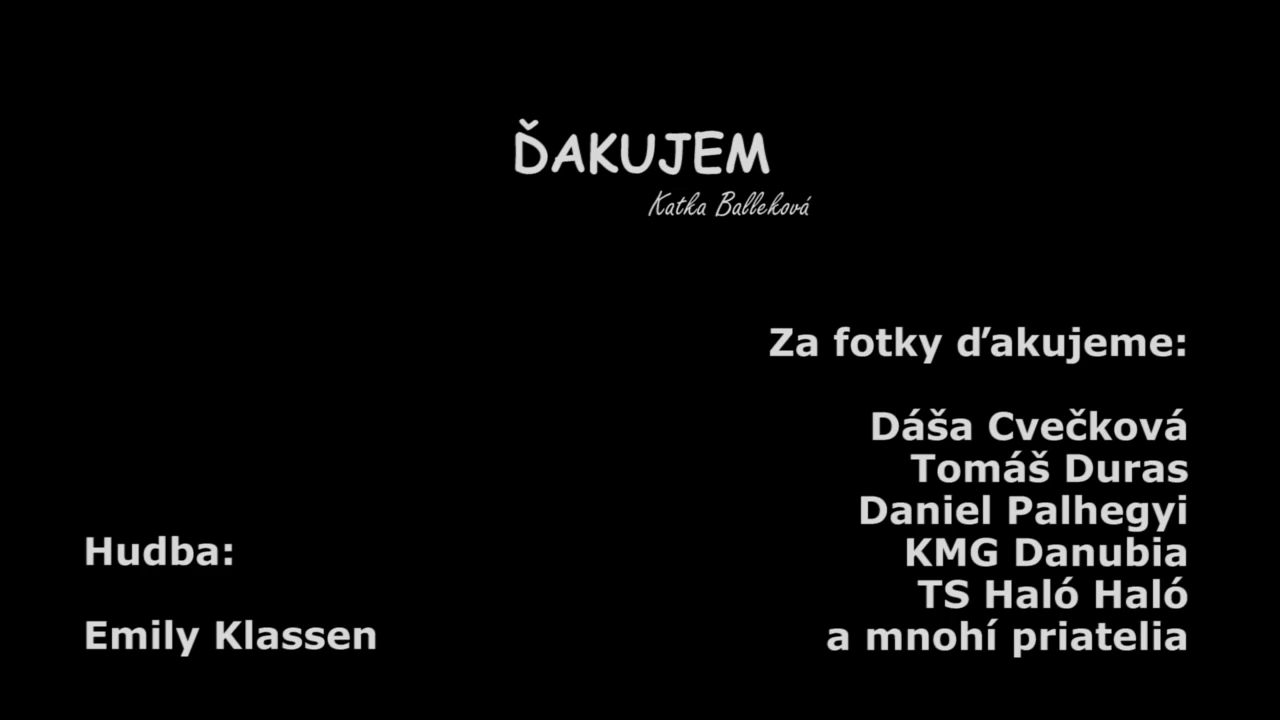 ĎAKUJEM
Katka Balleková
Za fotky ďakujeme:
Dáša Cvečková
Tomáš Duras
Daniel Palhegyi
KMG Danubia
TS Haló Haló
a mnohí priatelia
Hudba:
Emily Klassen